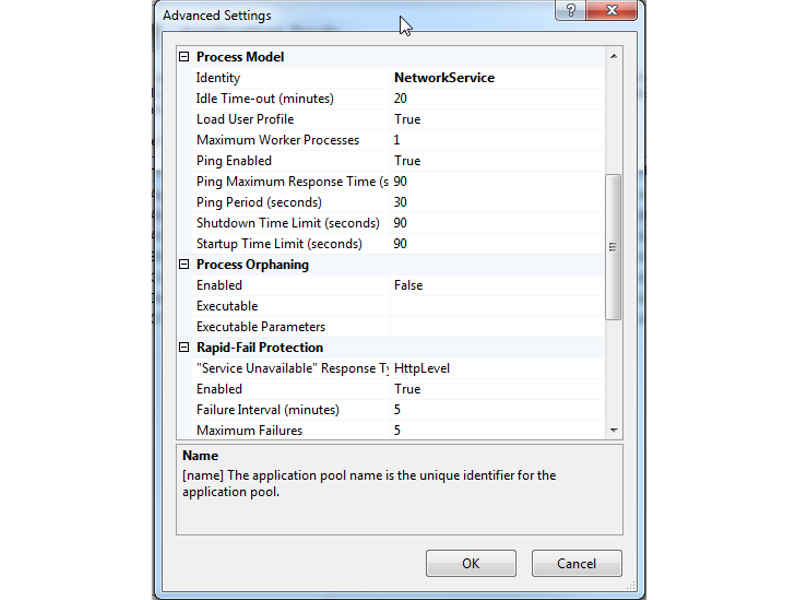 Advanced Settings
Process Model
Identity NetworkService
Idle Time-out (minutes) 20
Load User Profile True
Maximum Worker Processes 1
Ping Enabled True
Ping Maximum Response Time (s 90
Ping Period (seconds) 30
Shutdown Time Limit (seconds) 90
Startup Time Limit (seconds) 90
Process Orphaning
Enabled False
Executable
Executable Parameters
Rapid-Fail Protection
"Service Unavailable" Response Ty HttpLevel
Enabled True
Failure Interval (minutes) 5
Maximum Failures 5
Name
[name] The application pool name is the unique identifier for the
application pool.
OK Cancel